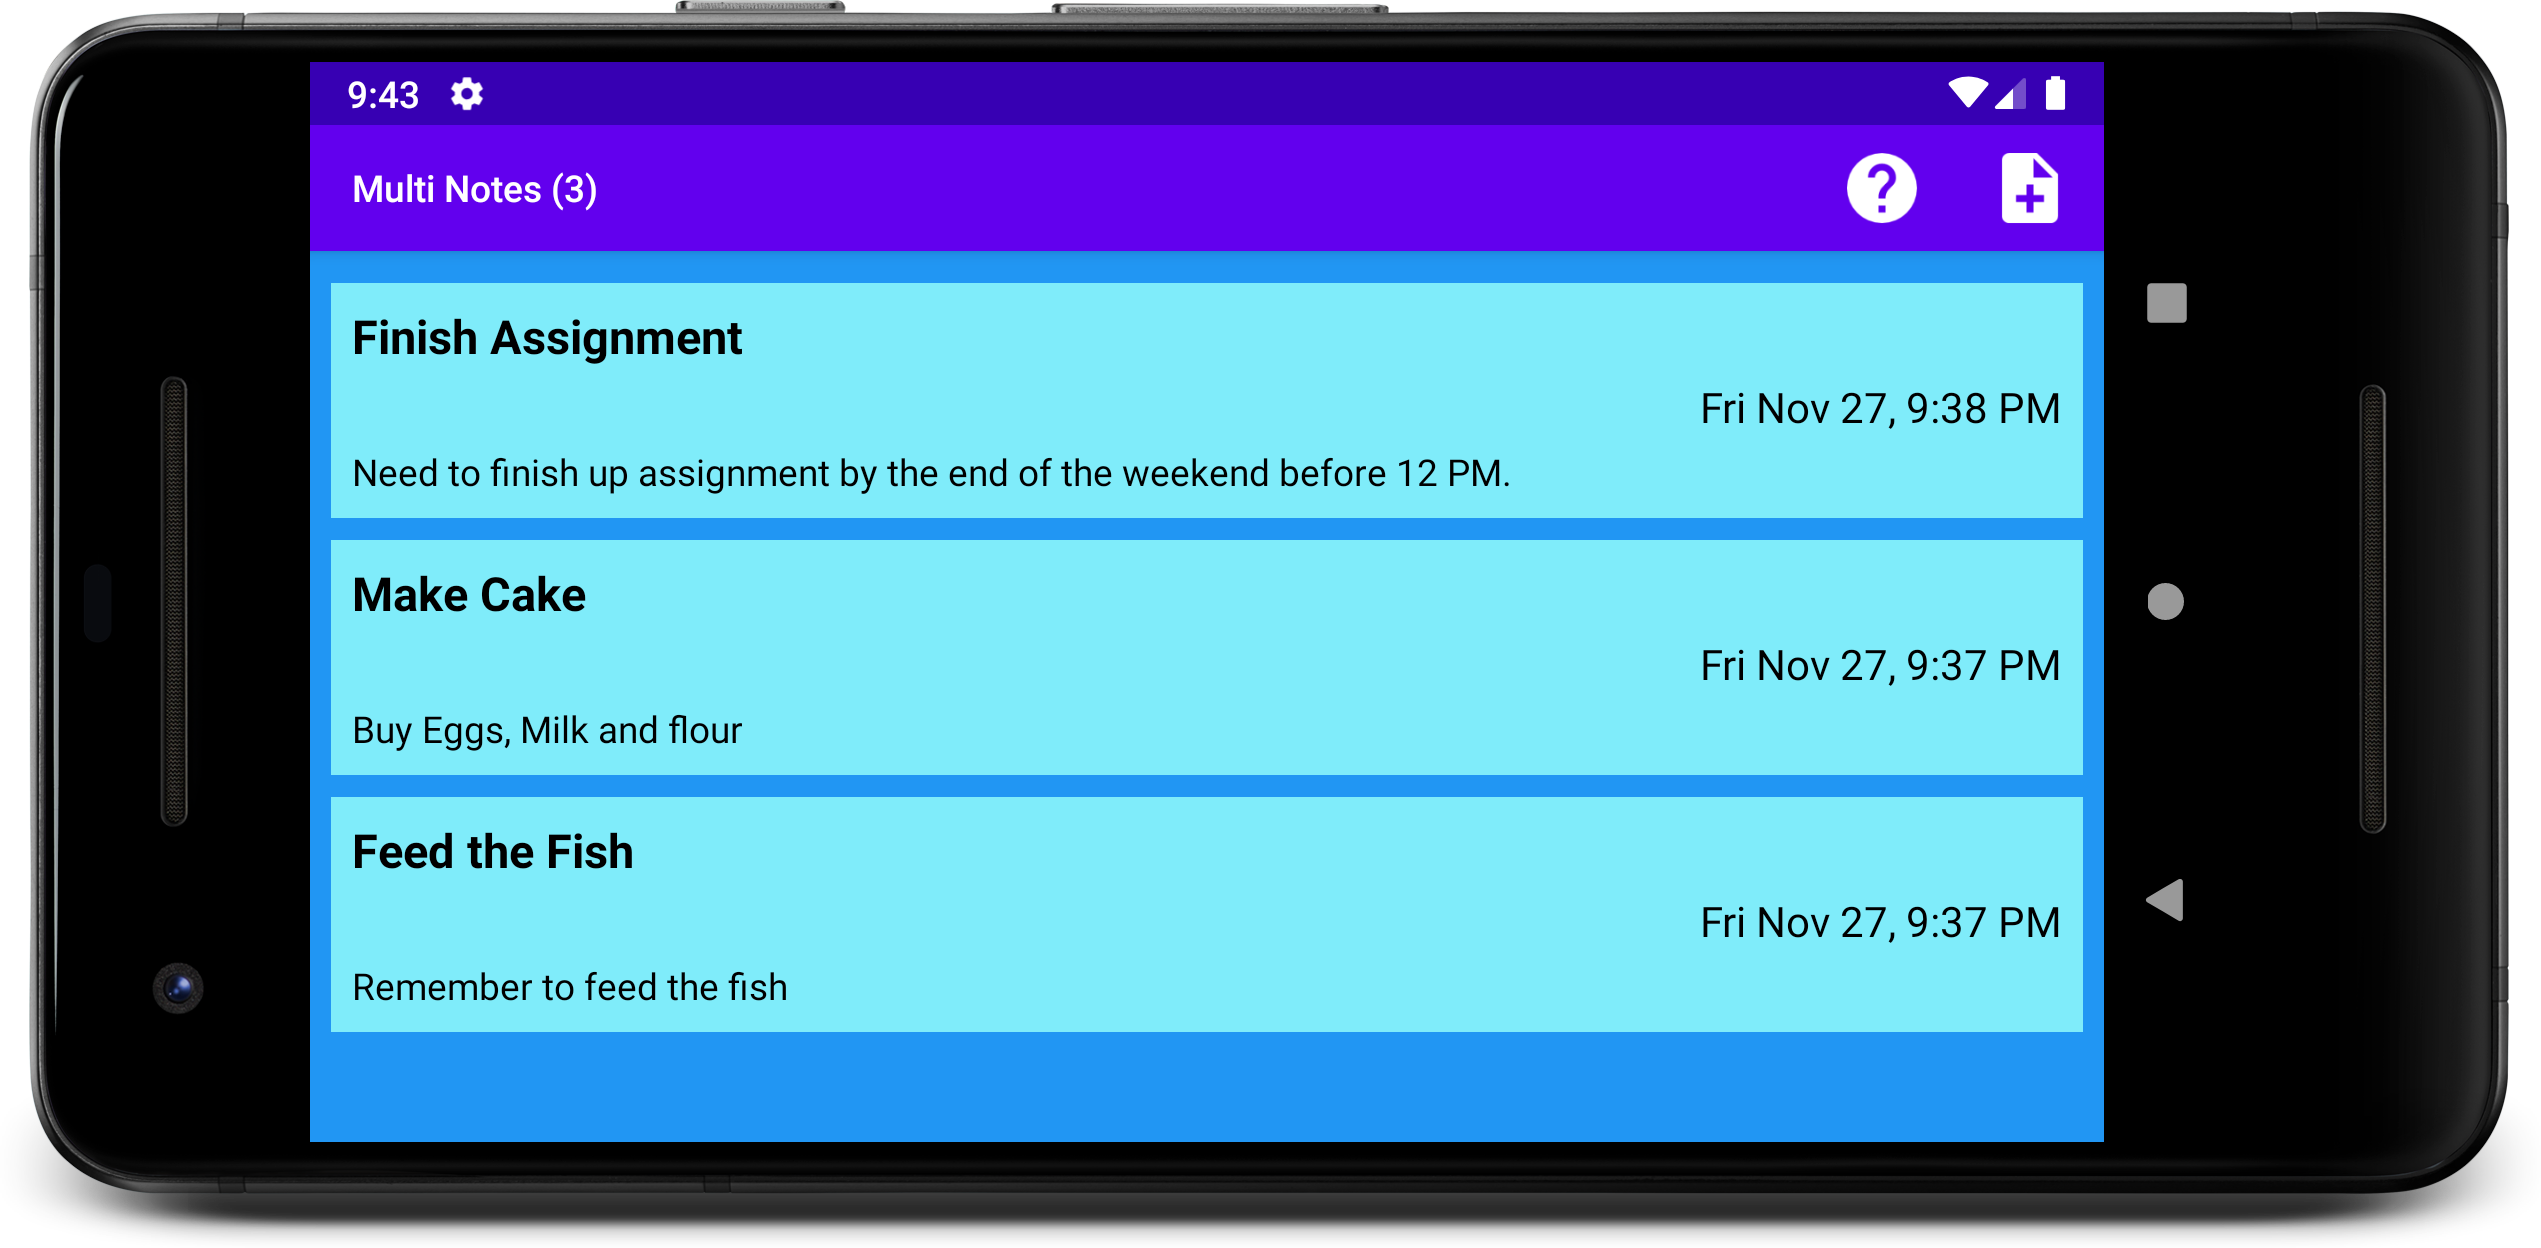 9:43
Multi Notes (3)
Finish Assignment
Fri Nov 27, 9:38 PM
Need to finish up assignment by the end of the weekend before 12 PM.
Make Cake
Fri Nov 27, 9:37 PM
Buy Eggs, Milk and flour
Feed the Fish
Fri Nov 27, 9:37 PM
Remember to feed the fish